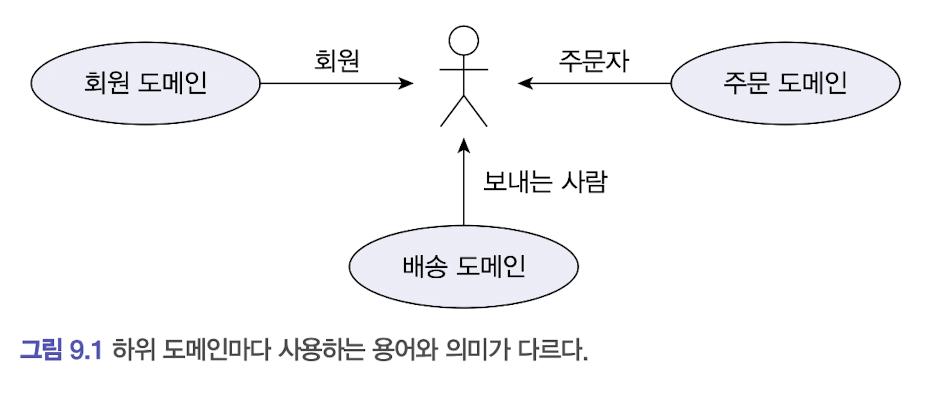 회원 도메인
회원
주문자
주문 도메인
보내는 사람
배송 도메인
그림 9.1 하위 도메인마다 사용하는 용어와 의미가 다르다.